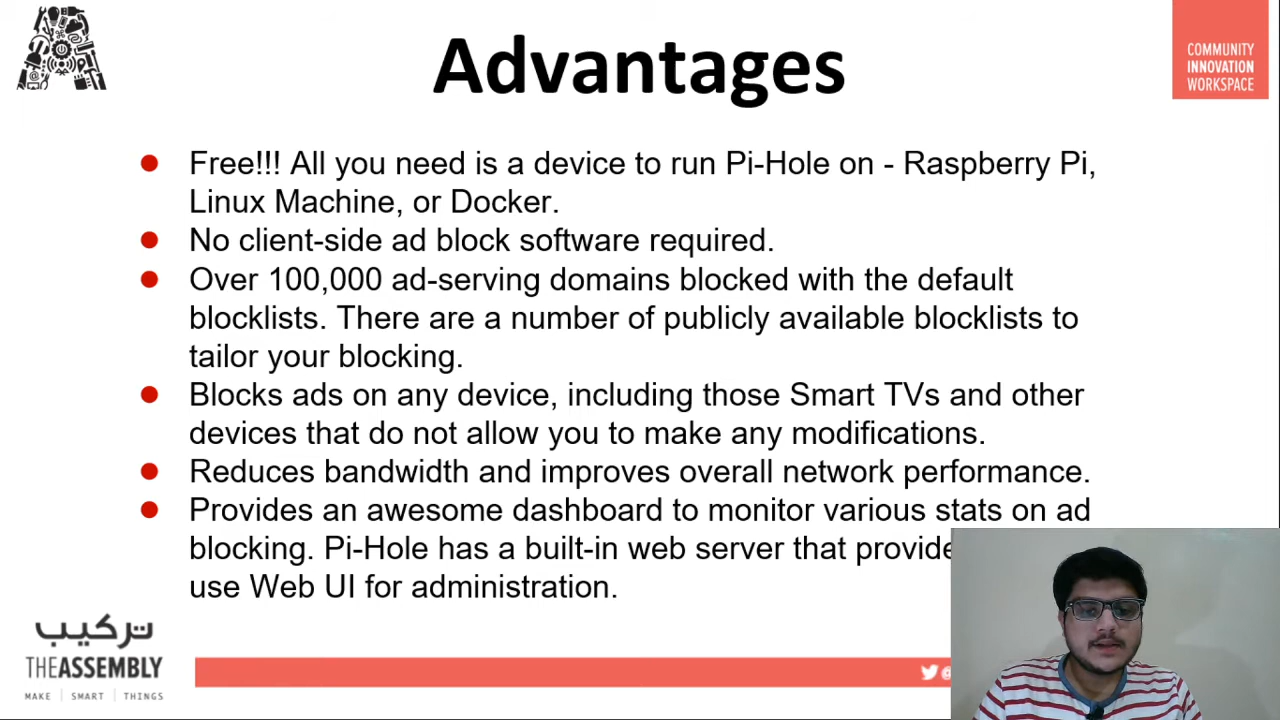 Advantages
COMMUNITY
INNOVATION
WORKSPACE
● Free!!! All you need is a device to run Pi-Hole on - Raspberry Pi,
Linux Machine, or Docker.
● No client-side ad block software required.
● Over 100,000 ad-serving domains blocked with the default
blocklists. There are a number of publicly available blocklists to
tailor your blocking.
● Blocks ads on any device, including those Smart TVs and other
devices that do not allow you to make any modifications.
● Reduces bandwidth and improves overall network performance.
● Provides an awesome dashboard to monitor various stats on ad
blocking. Pi-Hole has a built-in web server that
use Web UI for administration.
تركيب
THEASSEMBLY
MAKE | SMART | THINGS